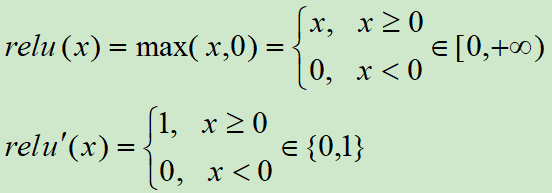 relu(x) = max(x,0) = { x, x ≥ 0; 0, x < 0 ∈ [0,+∞)
relu'(x) = { 1, x ≥ 0; 0, x < 0 ∈ {0,1}